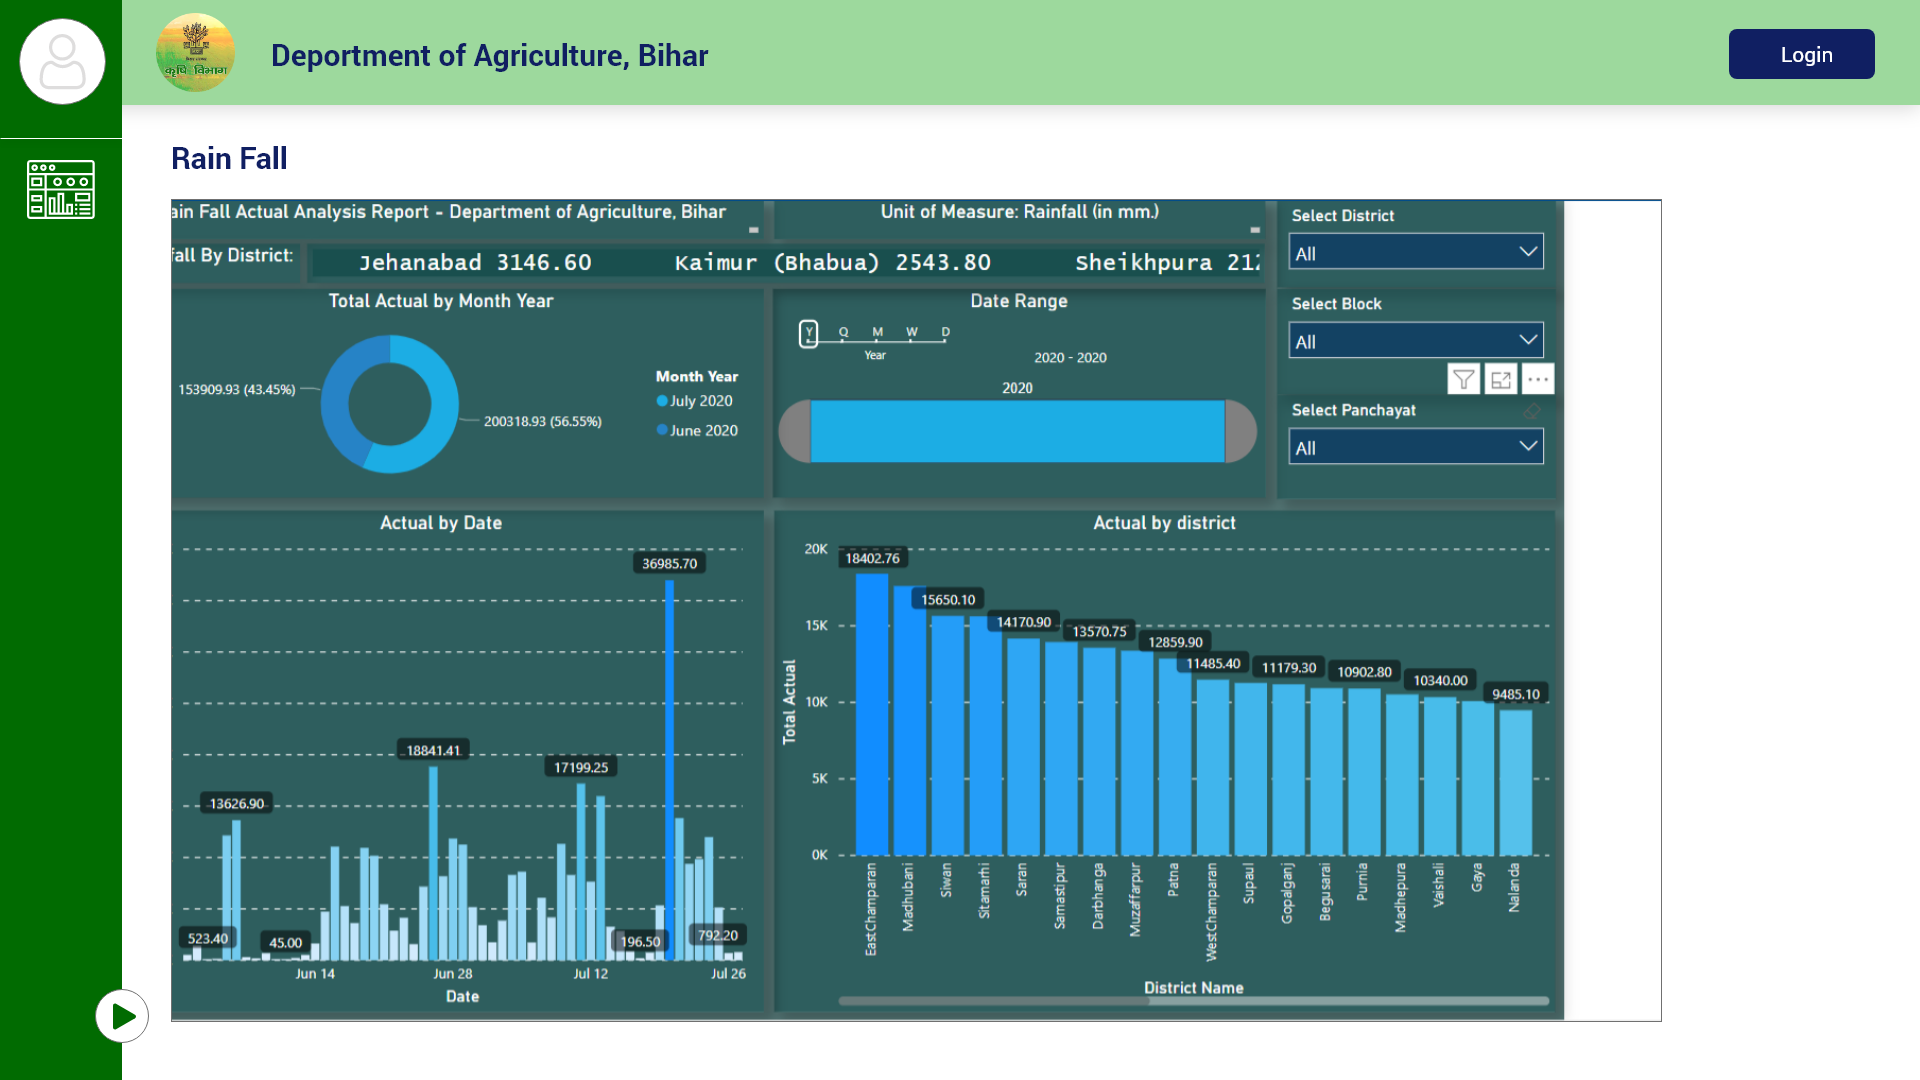 Deportment of Agriculture, Bihar
Login
कृषि विभाग
Rain Fall
ain Fall Actual Analysis Report - Department of Agriculture, Bihar
Unit of Measure: Rainfall (in mm.)
Select District
All
fall By District:
Jehanabad 3146.60 Kaimur (Bhabua) 2543.80 Sheikhpura 212
Total Actual by Month Year
153909.93 (43.45%)
200318.93 (56.55%)
Month Year
July 2020
June 2020
Date Range
Y Q M W D
Year
2020 - 2020
2020
Select Block
All
Select Panchayat
All
Actual by Date
36985.70
18841.41
17199.25
13626.90
523.40
45.00
196.50
792.20
Jun 14
Jun 28
Jul 12
Jul 26
Date
Actual by district
Total Actual
20K
15K
10K
5K
0K
18402.76
15650.10
14170.90
13570.75
12859.90
11485.40
11179.30
10902.80
10340.00
9485.10
EastChamparan
Madhubani
Siwan
Sitamarhi
Saran
Samastipur
Darbhanga
Muzaffarpur
Patna
WestChamparan
Supaul
Gopalganj
Begusarai
Purnia
Madhepura
Vaishali
Gaya
Nalanda
District Name